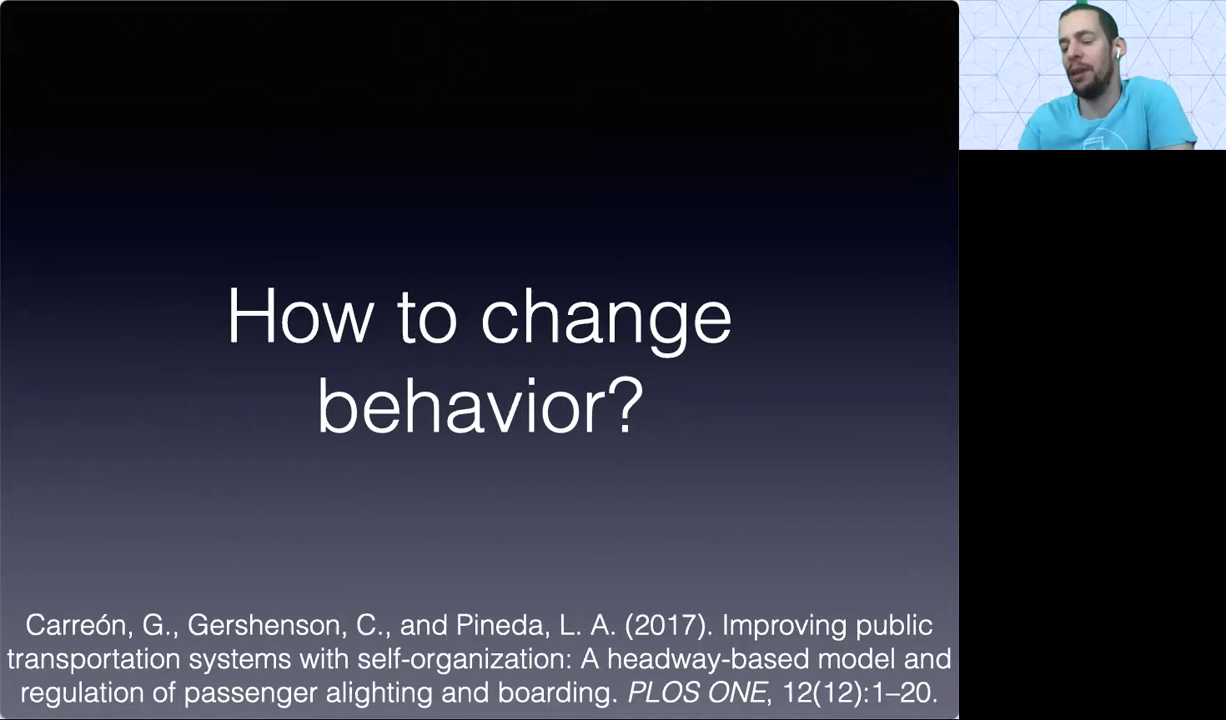 How to change
behavior?
Carreón, G., Gershenson, C., and Pineda, L. A. (2017). Improving public
transportation systems with self-organization: A headway-based model and
regulation of passenger alighting and boarding. PLOS ONE, 12(12):1–20.